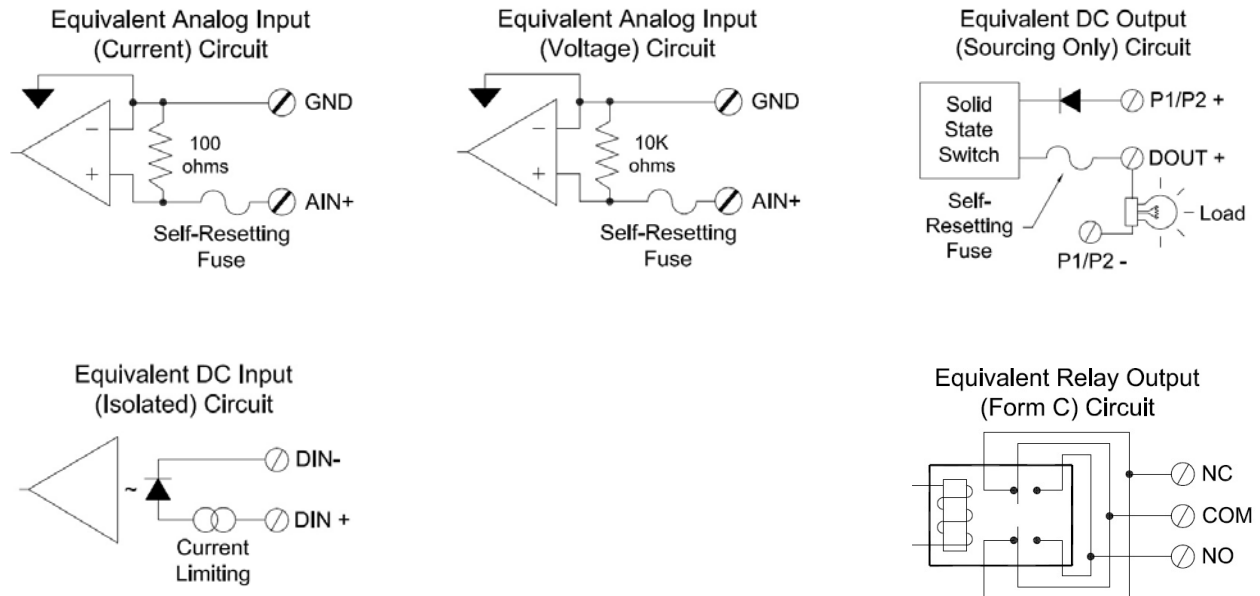 Equivalent Analog Input
(Current) Circuit
GND
−
100
ohms
+
AIN+
Self-Resetting
Fuse
Equivalent Analog Input
(Voltage) Circuit
GND
−
10K
ohms
+
AIN+
Self-Resetting
Fuse
Equivalent DC Output
(Sourcing Only) Circuit
Solid
State
Switch
P1/P2 +
DOUT +
Self-
Resetting
Fuse
Load
P1/P2 -
Equivalent DC Input
(Isolated) Circuit
DIN-
~
DIN +
Current
Limiting
Equivalent Relay Output
(Form C) Circuit
NC
COM
NO